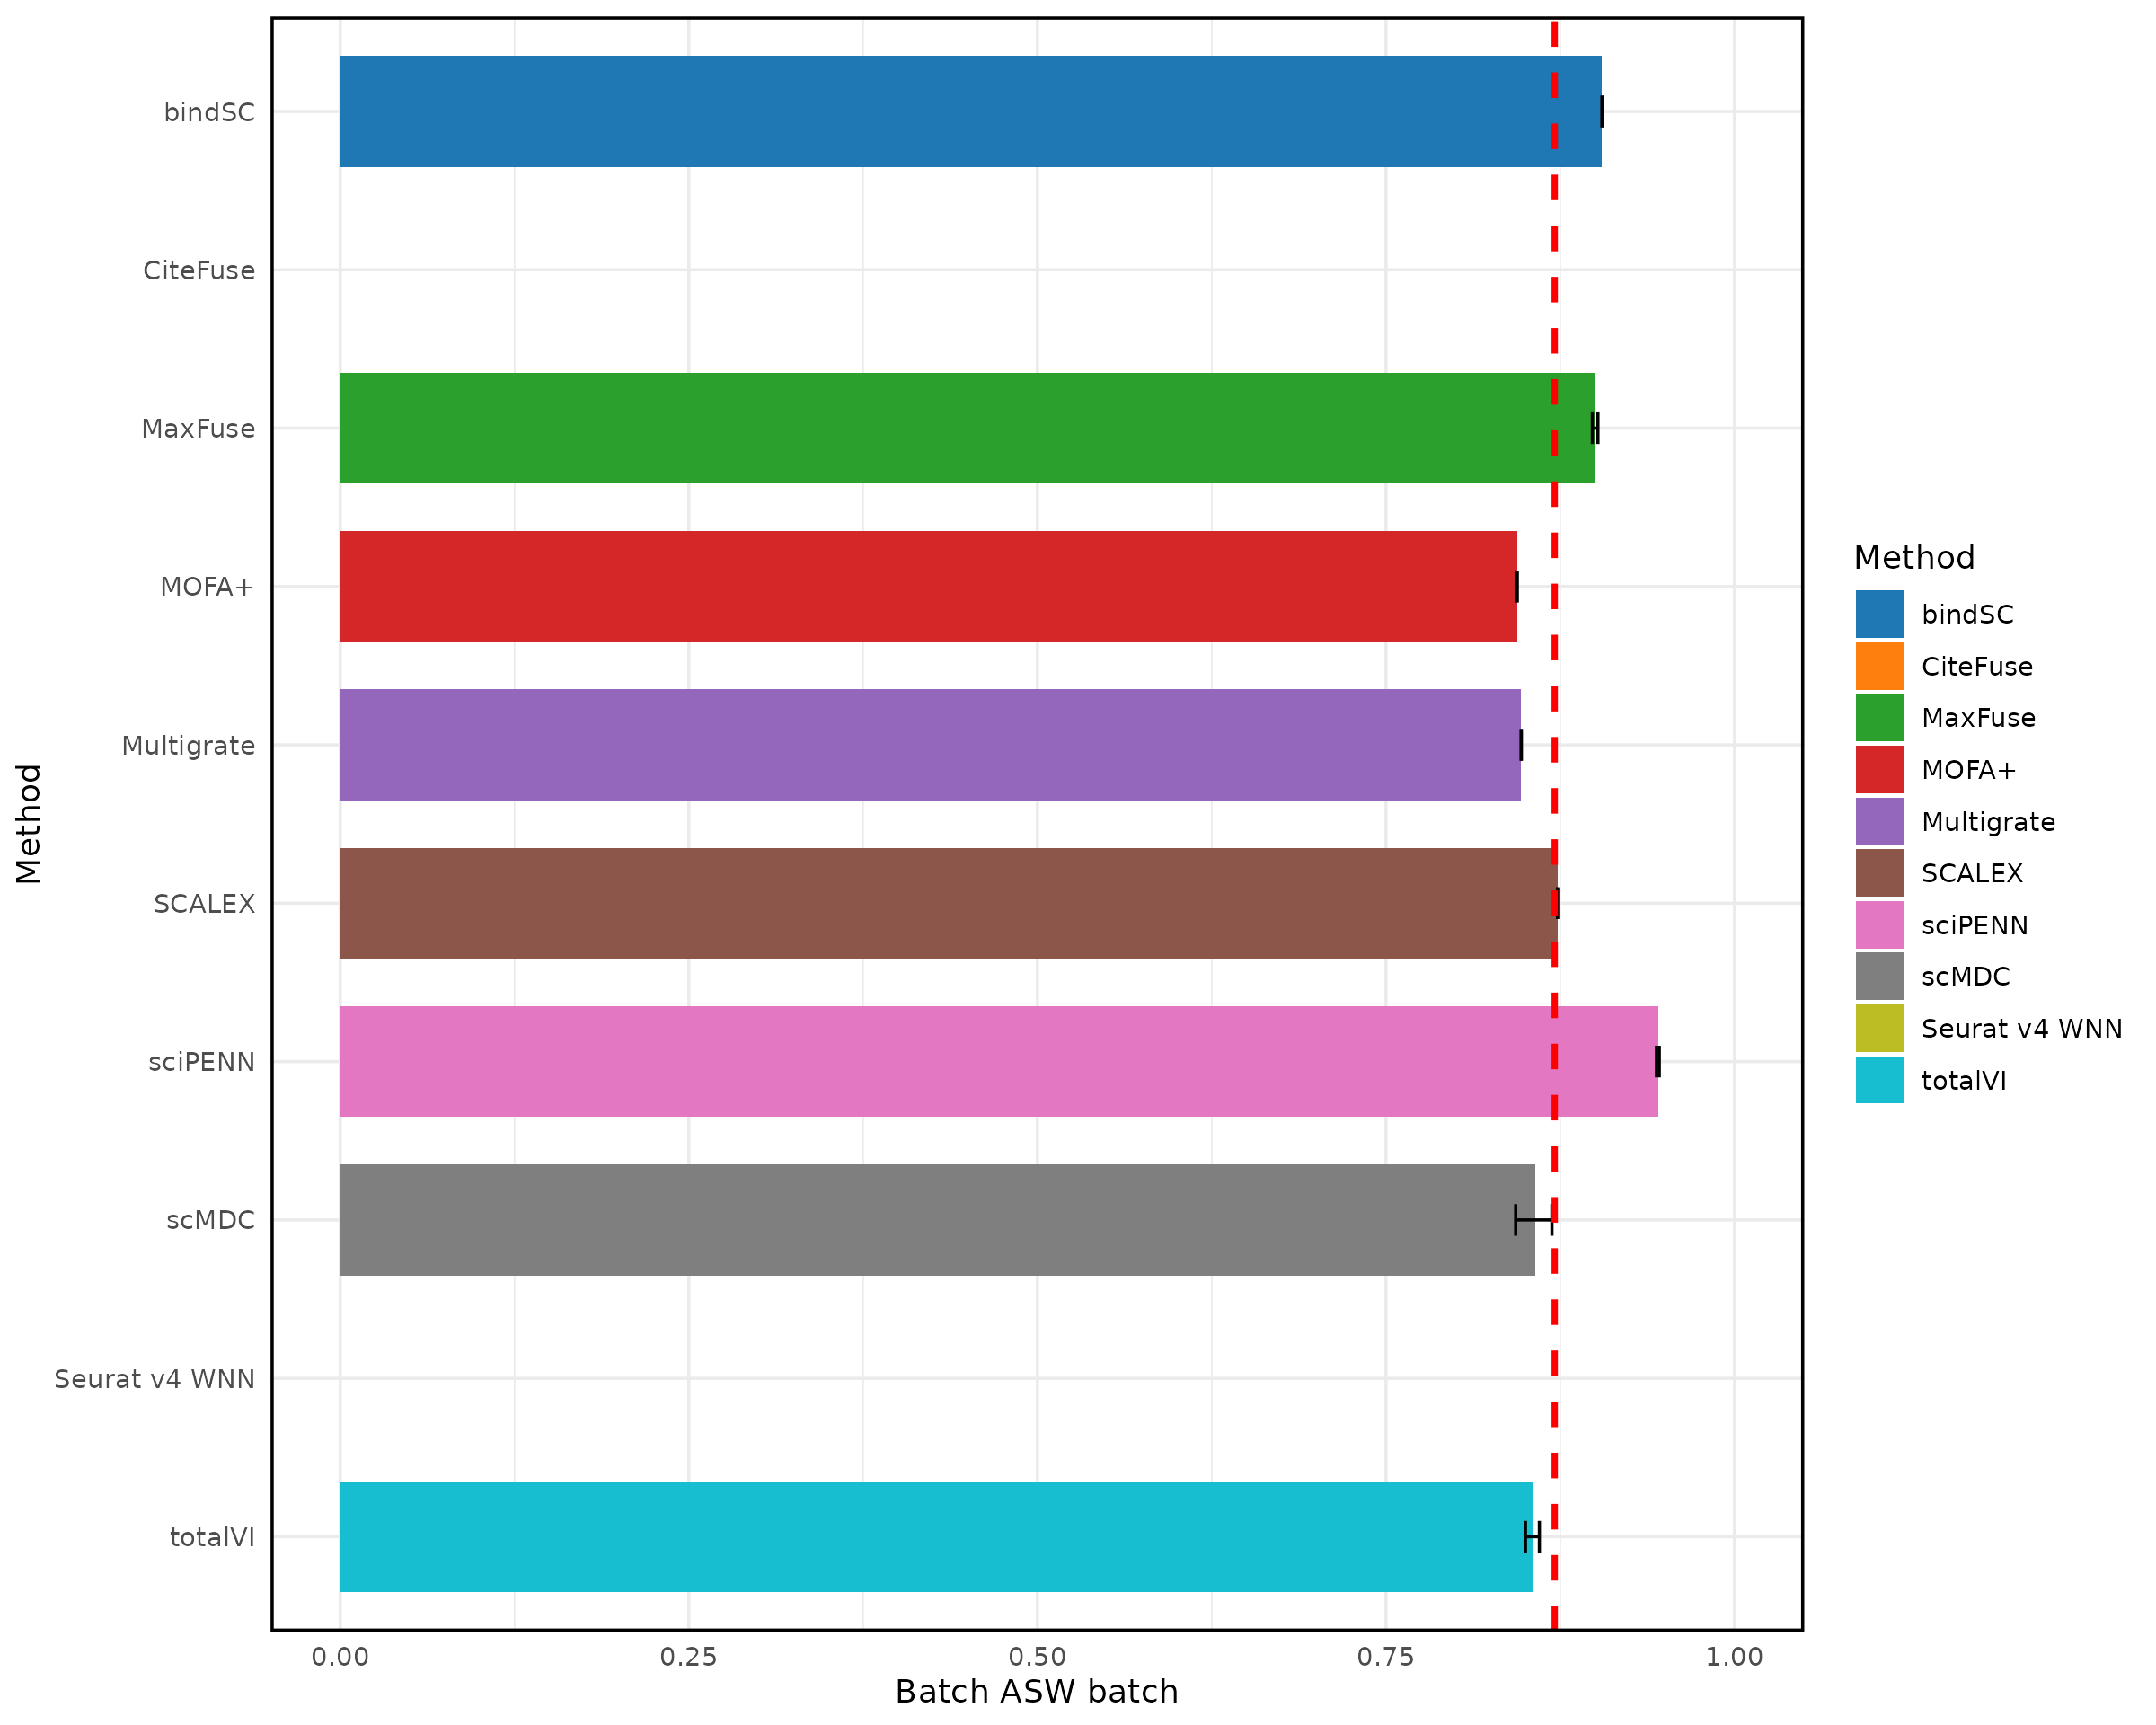 bindSC
CiteFuse
MaxFuse
MOFA+
Multigrate
SCALEX
sciPENN
scMDC
Seurat v4 WNN
totalVI
Method
0.00 0.25 0.50 0.75 1.00
Batch ASW batch
Method
bindSC
CiteFuse
MaxFuse
MOFA+
Multigrate
SCALEX
sciPENN
scMDC
Seurat v4 WNN
totalVI